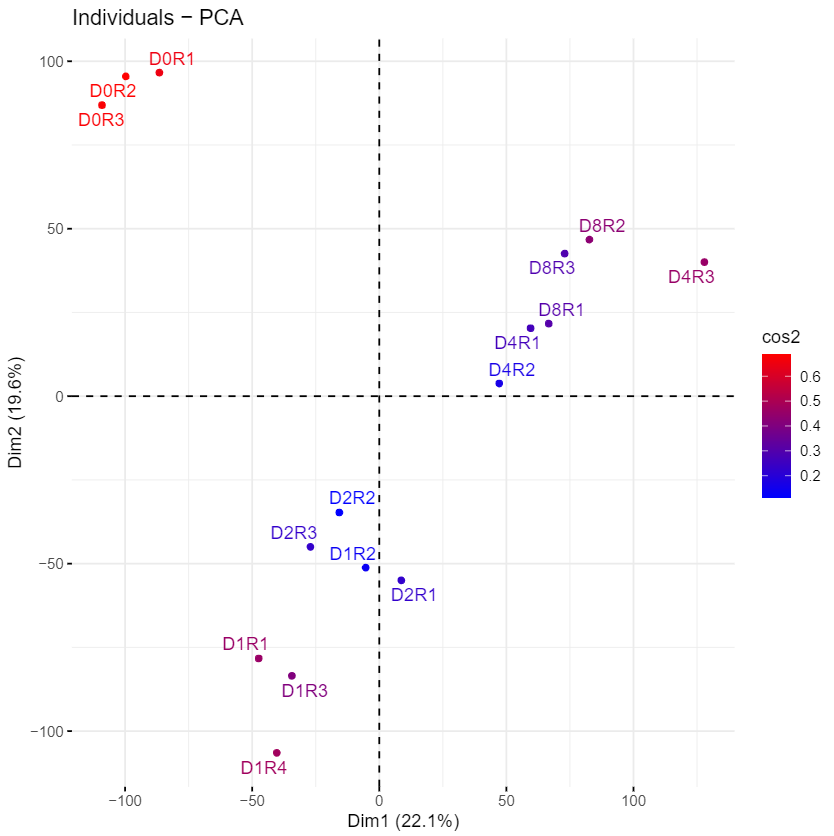 Individuals − PCA
D0R1
D0R2
D0R3
D8R2
D8R3
D4R3
D8R1
D4R1
D4R2
D2R2
D2R3
D1R2
D2R1
D1R1
D1R3
D1R4
100
50
0
−50
−100
−100
−50
0
50
100
Dim1 (22.1%)
Dim2 (19.6%)
cos2
0.6
0.5
0.4
0.3
0.2